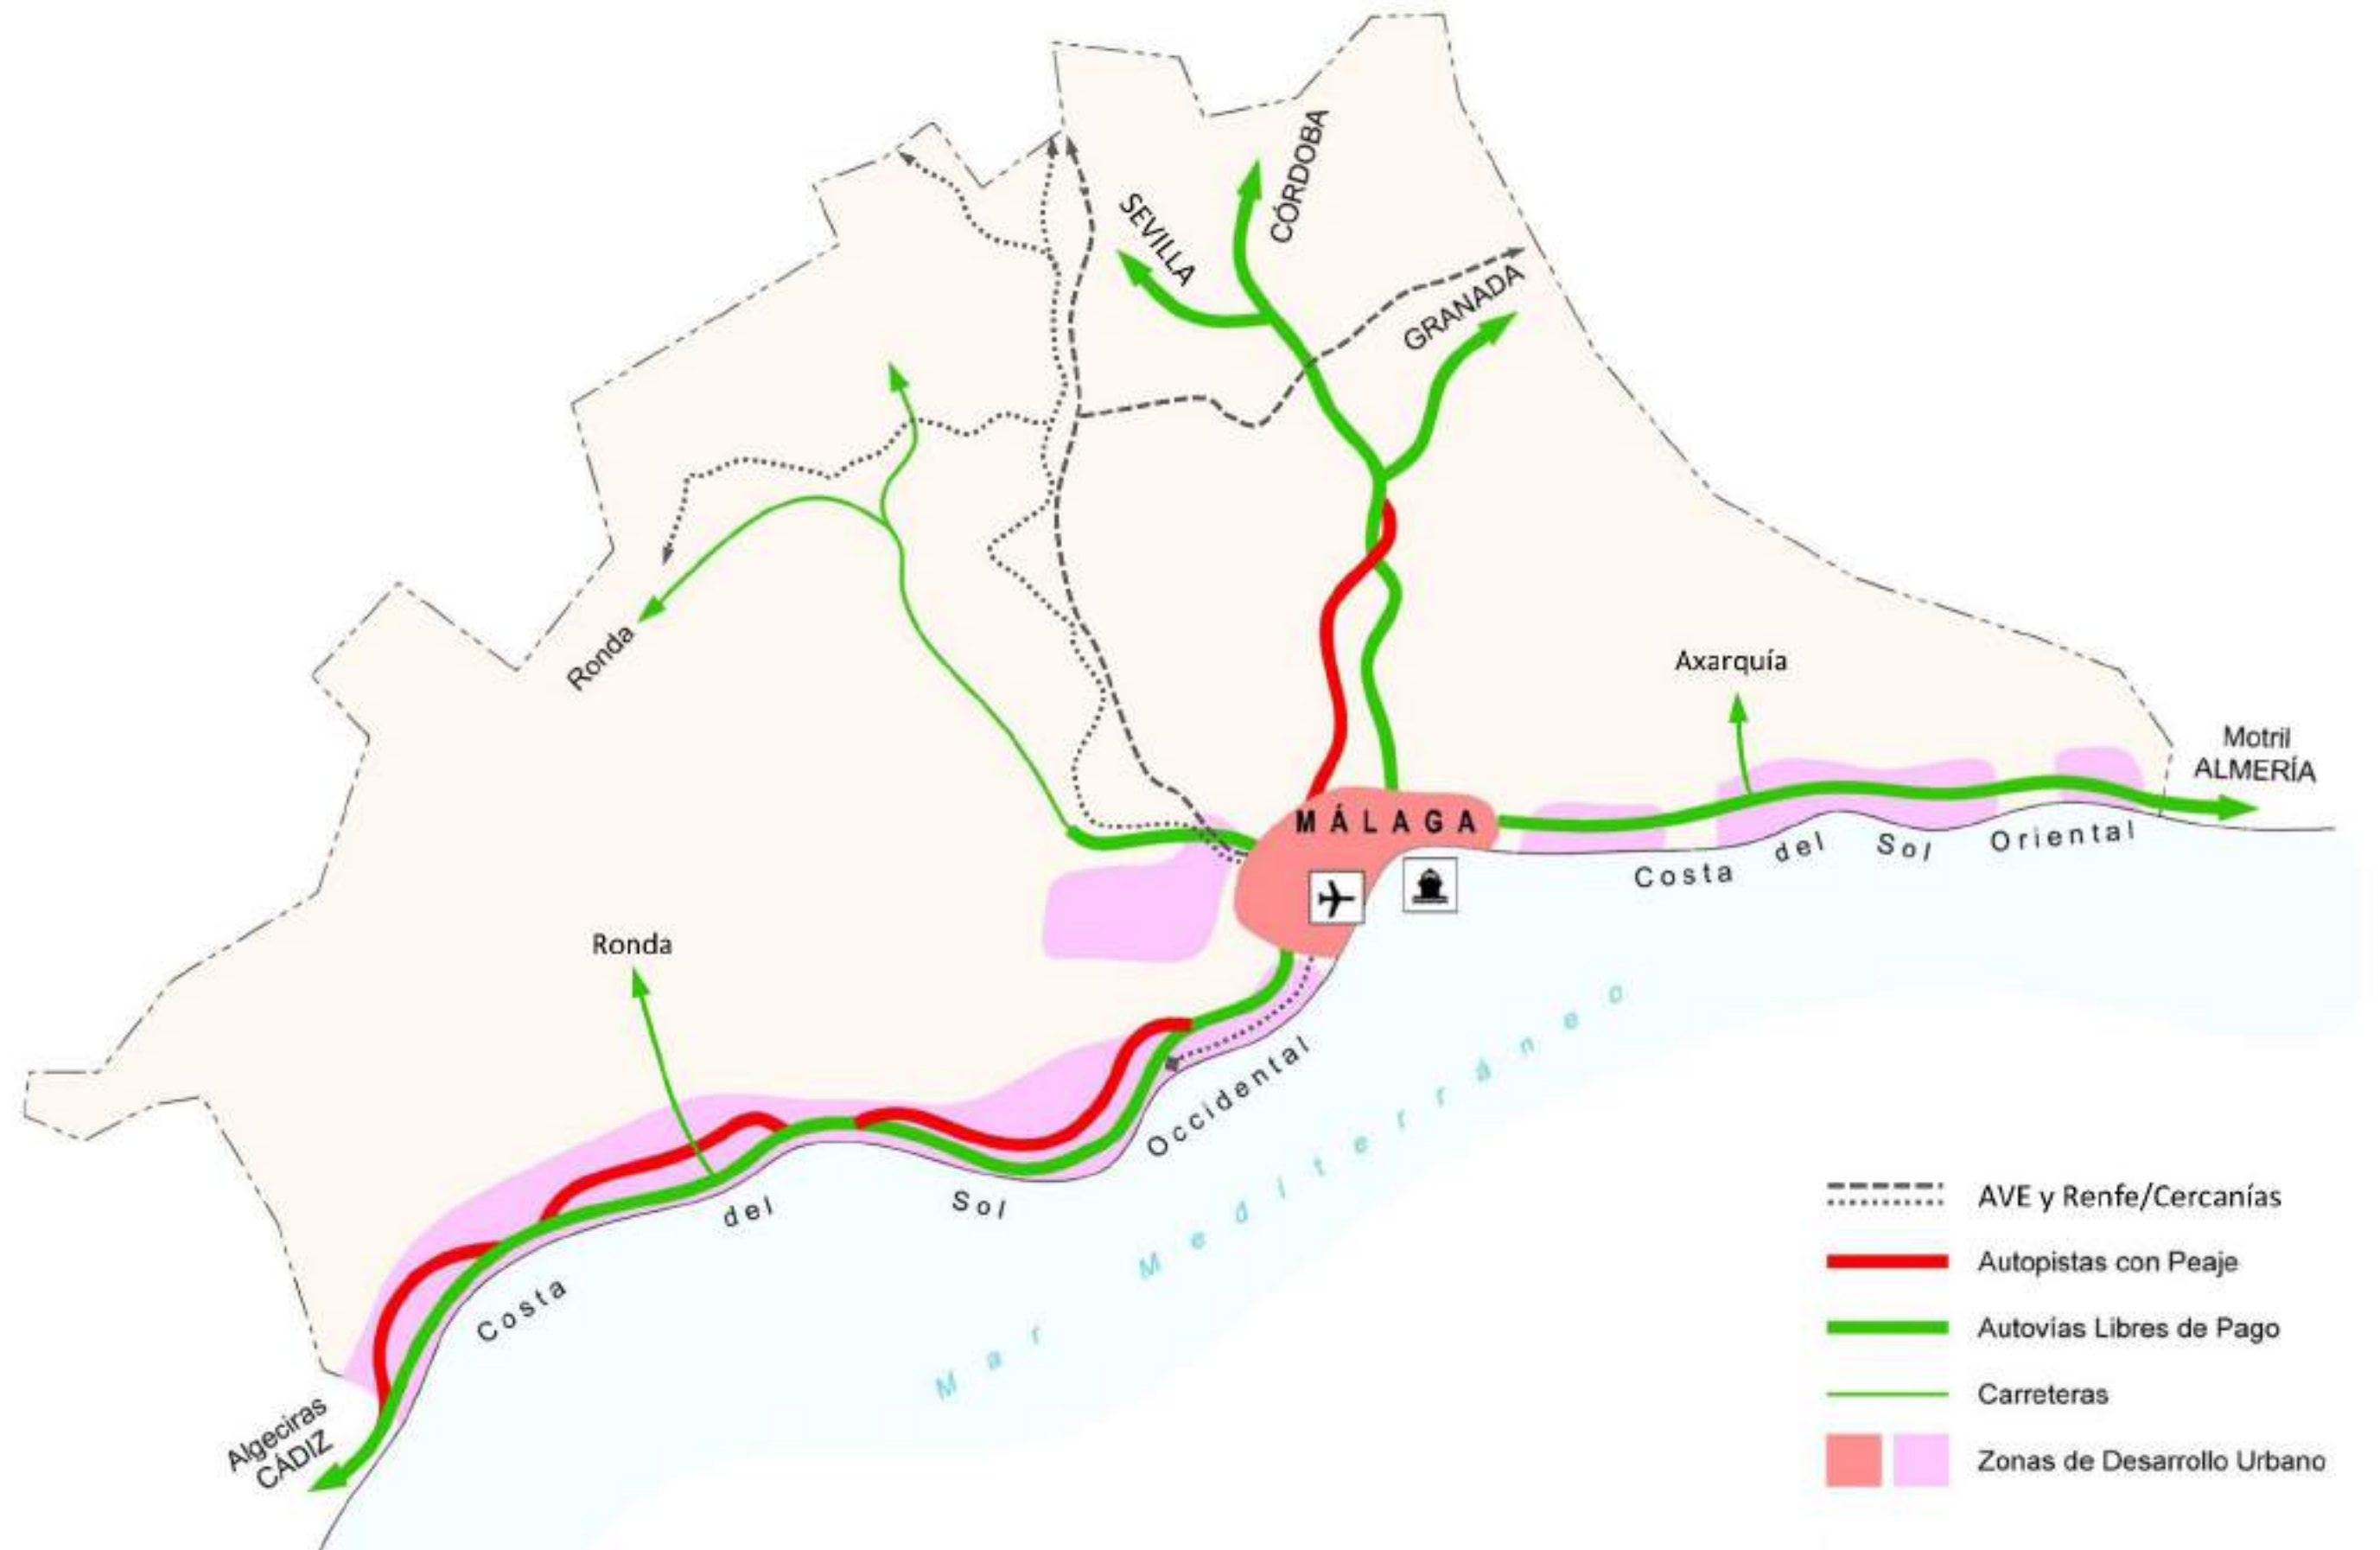 CÓRDOBA
SEVILLA
GRANADA
Ronda
Axarquía
Motril
ALMERÍA
MÁLAGA
Costa del Sol Oriental
Ronda
Costa del Sol Occidental
Mar Mediterráneo
Algeciras
CÁDIZ
AVE y Renfe/Cercanías
Autopistas con Peaje
Autovías Libres de Pago
Carreteras
Zonas de Desarrollo Urbano